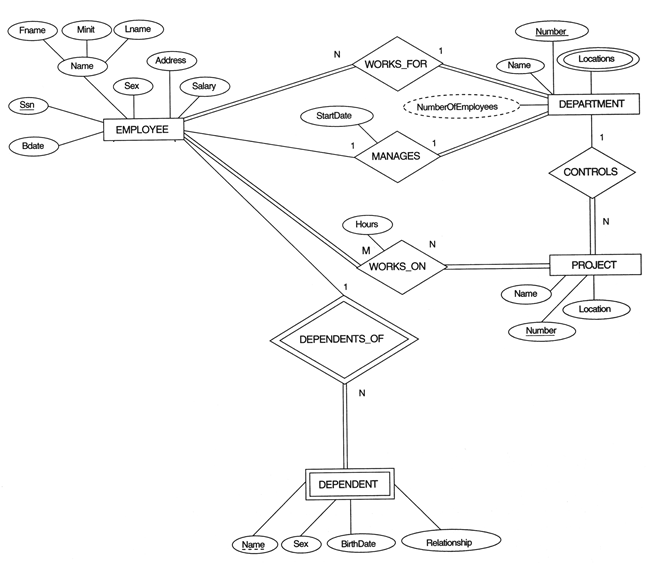 Fname
Minit
Lname
Name
Sex
Address
Salary
Ssn
Bdate
EMPLOYEE
N
WORKS_FOR
1
Number
Name
Locations
NumberOfEmployees
DEPARTMENT
StartDate
1
MANAGES
1
1
CONTROLS
N
Hours
M
WORKS_ON
N
PROJECT
Name
Number
Location
1
DEPENDENTS_OF
N
DEPENDENT
Name
Sex
BirthDate
Relationship